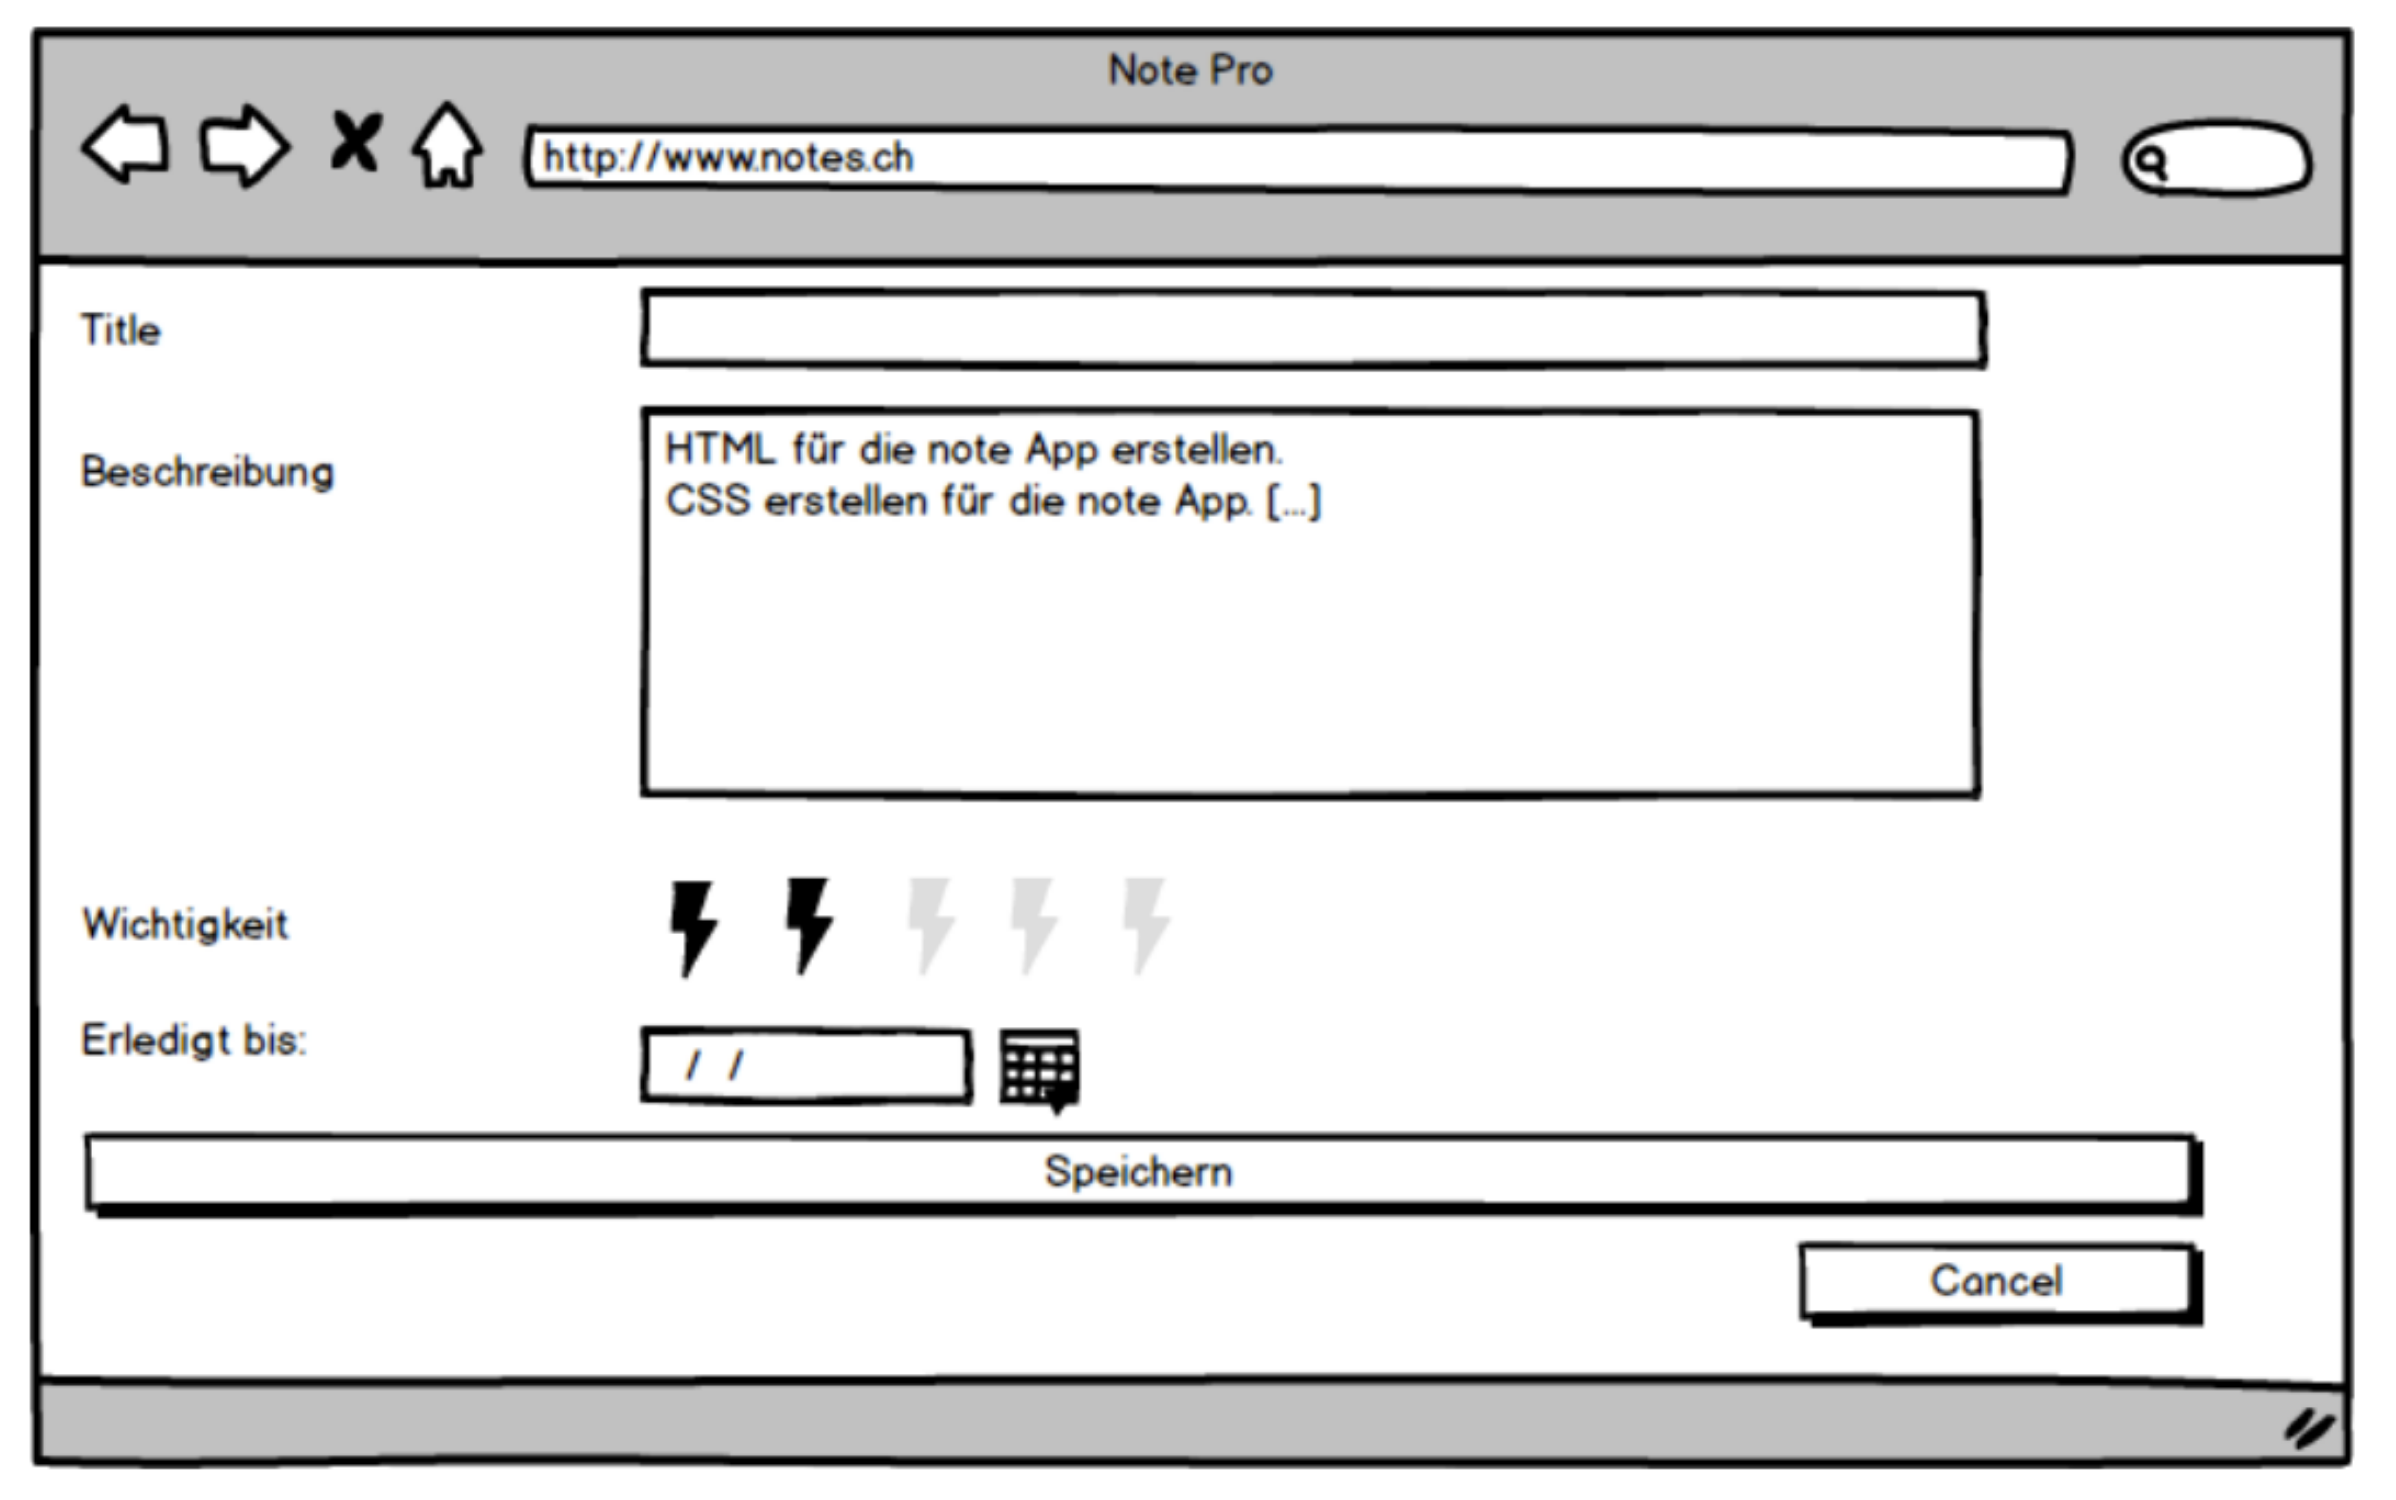 Note Pro
http://www.notes.ch
Title
Beschreibung
HTML für die note App erstellen.
CSS erstellen für die note App. [...]
Wichtigkeit
Erledigt bis:
/ /
Speichern
Cancel